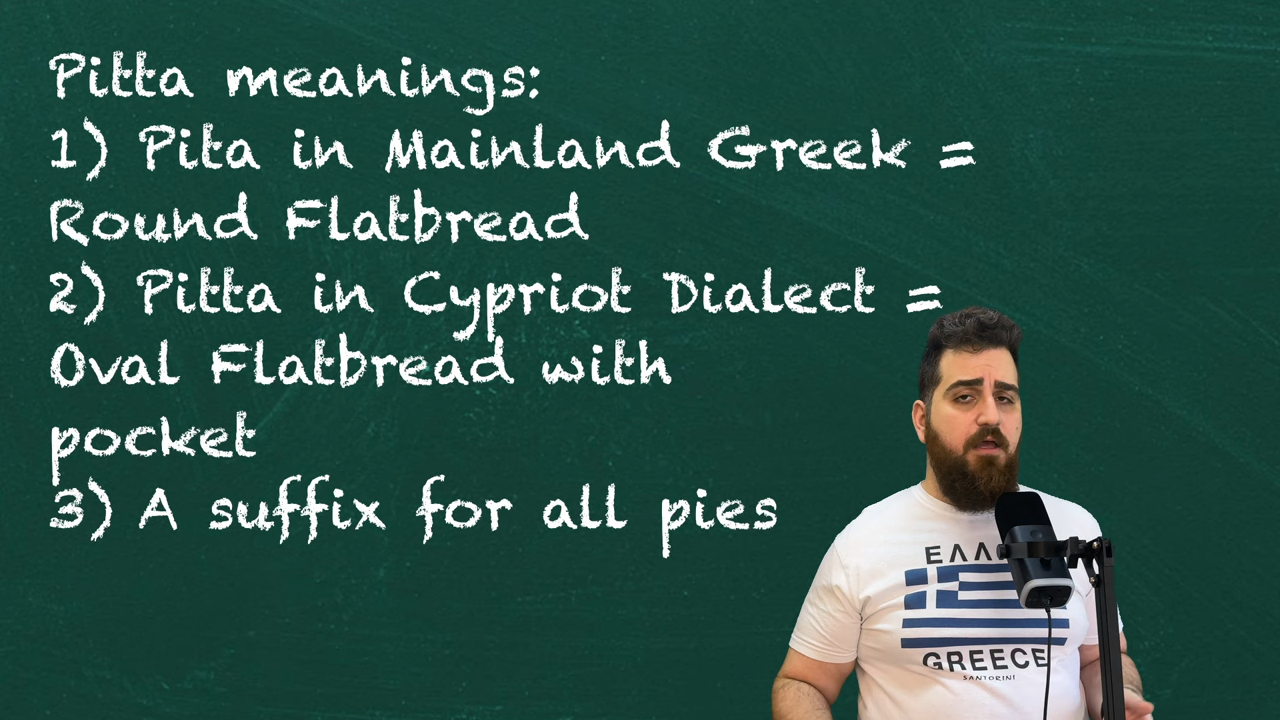 Pitta meanings:
1) Pita in Mainland Greek =
Round Flatbread
2) Pitta in Cypriot Dialect =
Oval Flatbread with
pocket
3) A suffix for all pies
GREECE
SANTORINI